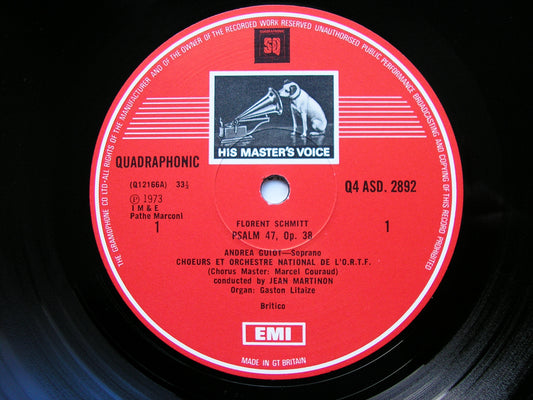 THE GRAMOPHONE CO LTD-ALL RIGHTS OF THE MANUFACTURER AND OF THE OWNER OF THE RECORDED WORK RESERVED UNAUTHORISED PUBLIC PERFORMANCE BROADCASTING AND COPYING OF THIS RECORD PROHIBITED
QUADRAPHONIC
SQ
HIS MASTER'S VOICE
QUADRAPHONIC
Q4 ASD. 2892
(Q12166A) 33⅓
Ⓟ 1973
I M & E
Pathe Marconi
1
1
FLORENT SCHMITT
PSALM 47, Op. 38
ANDREA GUIOT—Soprano
CHOEURS ET ORCHESTRE NATIONAL DE L'O.R.T.F.
(Chorus Master: Marcel Couraud)
conducted by JEAN MARTINON
Organ: Gaston Litaize
Britico
EMI
MADE IN GT BRITAIN